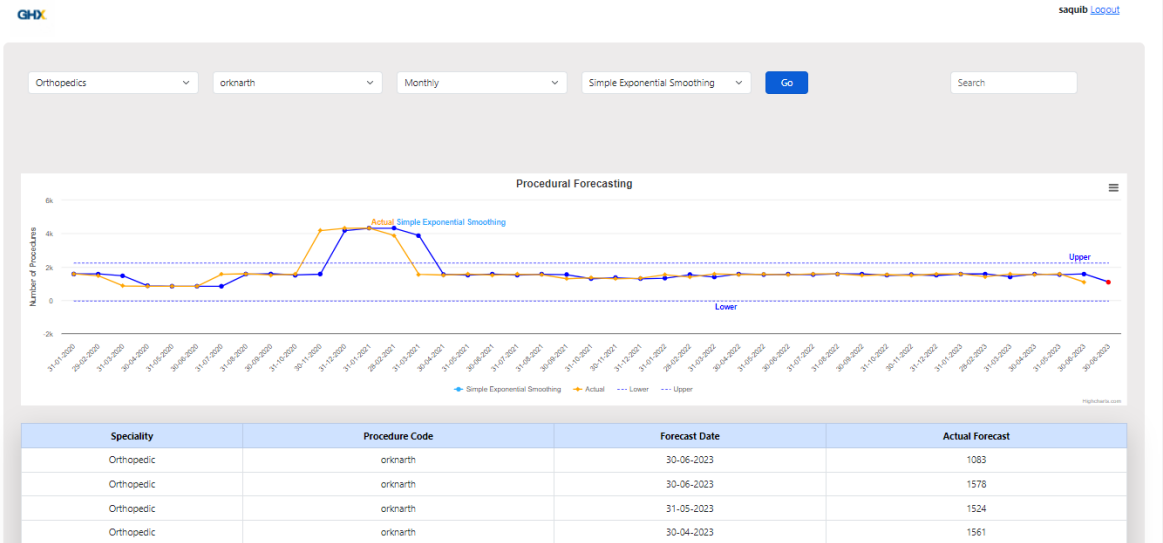 GHX
saquib Logout
Orthopedics
orknarth
Monthly
Simple Exponential Smoothing
Go
Search
Procedural Forecasting
Number of Procedures
6k
4k
2k
0
-2k
Actual Simple Exponential Smoothing
Upper
Lower
31-01-2020
29-02-2020
31-03-2020
30-04-2020
31-05-2020
30-06-2020
31-07-2020
31-08-2020
30-09-2020
31-10-2020
30-11-2020
31-12-2020
31-01-2021
28-02-2021
31-03-2021
30-04-2021
31-05-2021
30-06-2021
31-07-2021
31-08-2021
30-09-2021
31-10-2021
30-11-2021
31-12-2021
31-01-2022
28-02-2022
31-03-2022
30-04-2022
31-05-2022
30-06-2022
31-07-2022
31-08-2022
30-09-2022
31-10-2022
30-11-2022
31-12-2022
31-01-2023
28-02-2023
31-03-2023
30-04-2023
31-05-2023
30-06-2023
30-06-2023
Simple Exponential Smoothing Actual Lower Upper
Highcharts.com
Speciality Procedure Code Forecast Date Actual Forecast
Orthopedic orknarth 30-06-2023 1083
Orthopedic orknarth 30-06-2023 1578
Orthopedic orknarth 31-05-2023 1524
Orthopedic orknarth 30-04-2023 1561